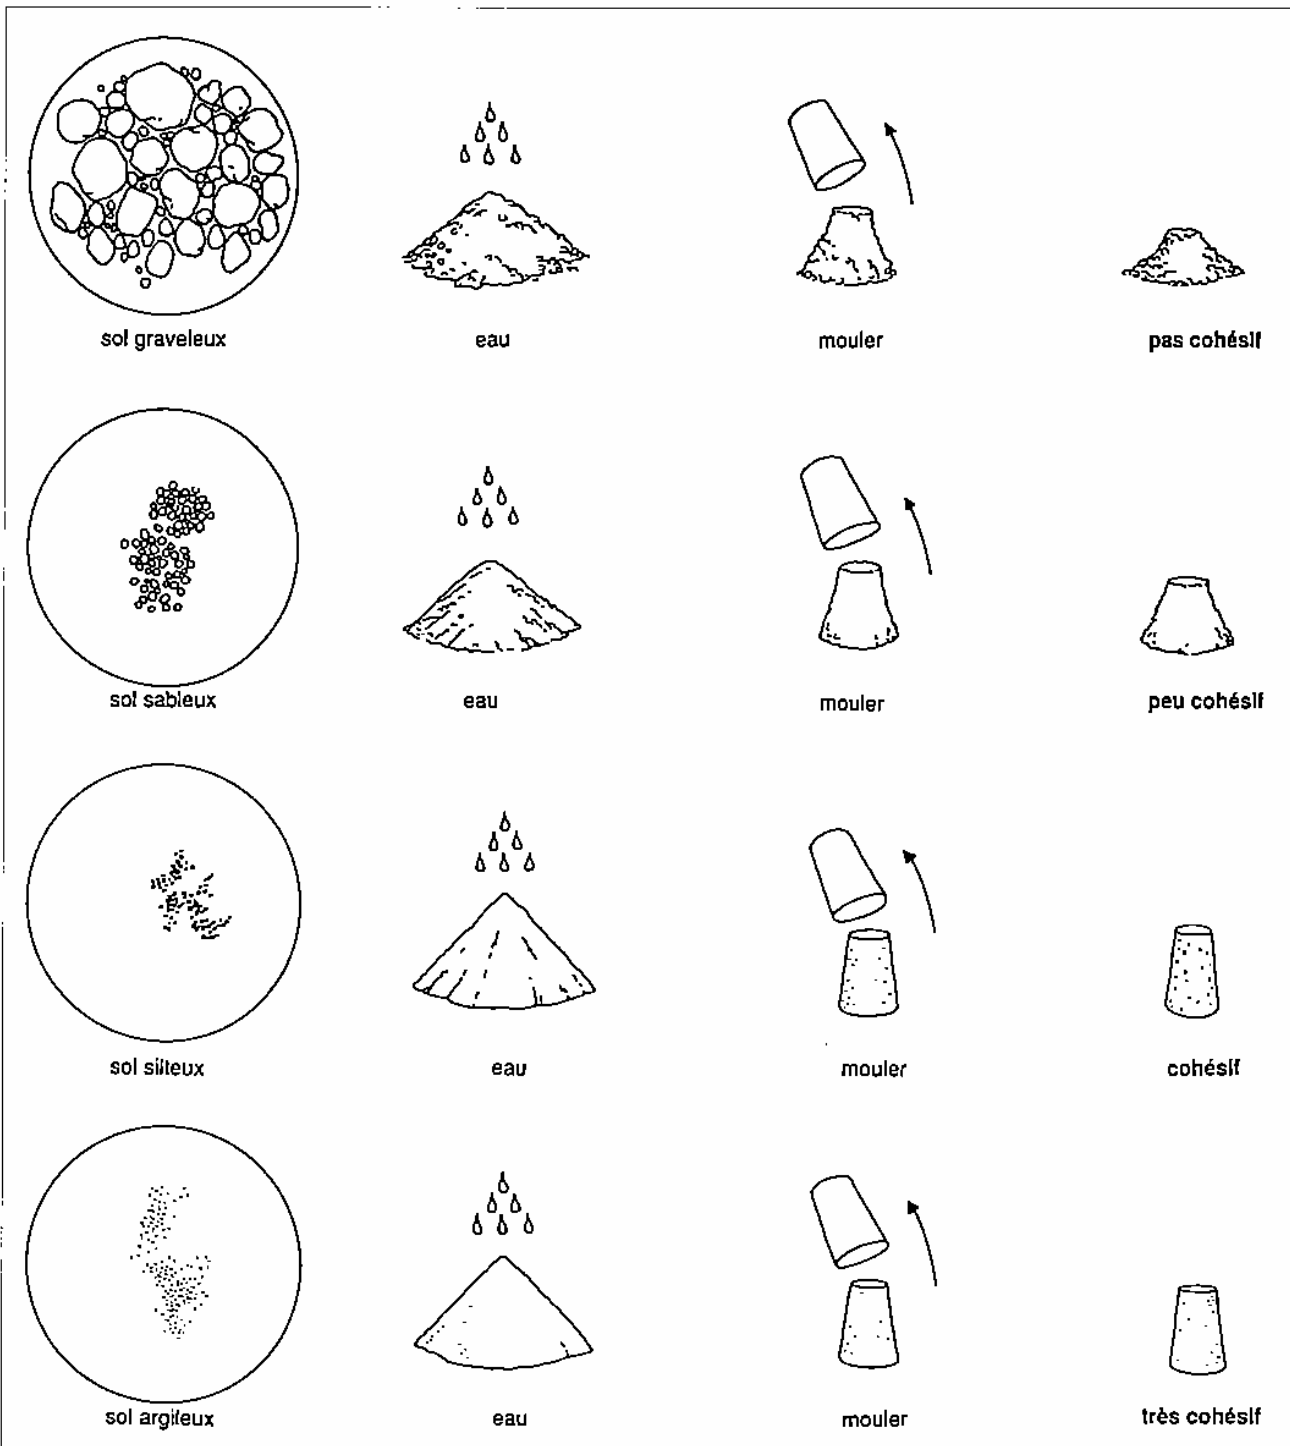 sol graveleux eau mouler pas cohésif
sol sableux eau mouler peu cohésif
sol silteux eau mouler cohésif
sol argileux eau mouler très cohésif